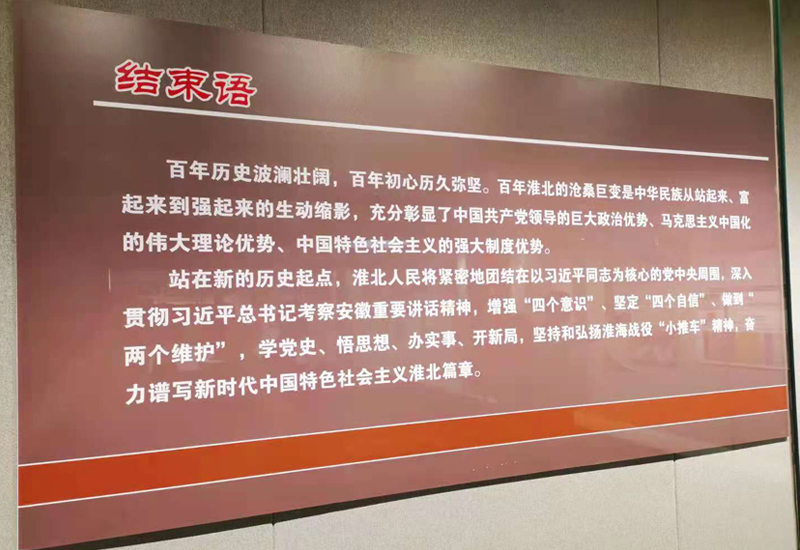 结束语
百年历史波澜壮阔，百年初心历久弥坚。百年淮北的沧桑巨变是中华民族从站起来、富
起来到强起来的生动缩影，充分彰显了中国共产党领导的巨大政治优势、马克思主义中国化
的伟大理论优势、中国特色社会主义的强大制度优势。
站在新的历史起点，淮北人民将紧密地团结在以习近平同志为核心的党中央周围，深入
贯彻习近平总书记考察安徽重要讲话精神，增强“四个意识”、坚定“四个自信”、做到“
两个维护”，学党史、悟思想、办实事、开新局，坚持和弘扬淮海战役“小推车”精神，奋
力谱写新时代中国特色社会主义淮北篇章。